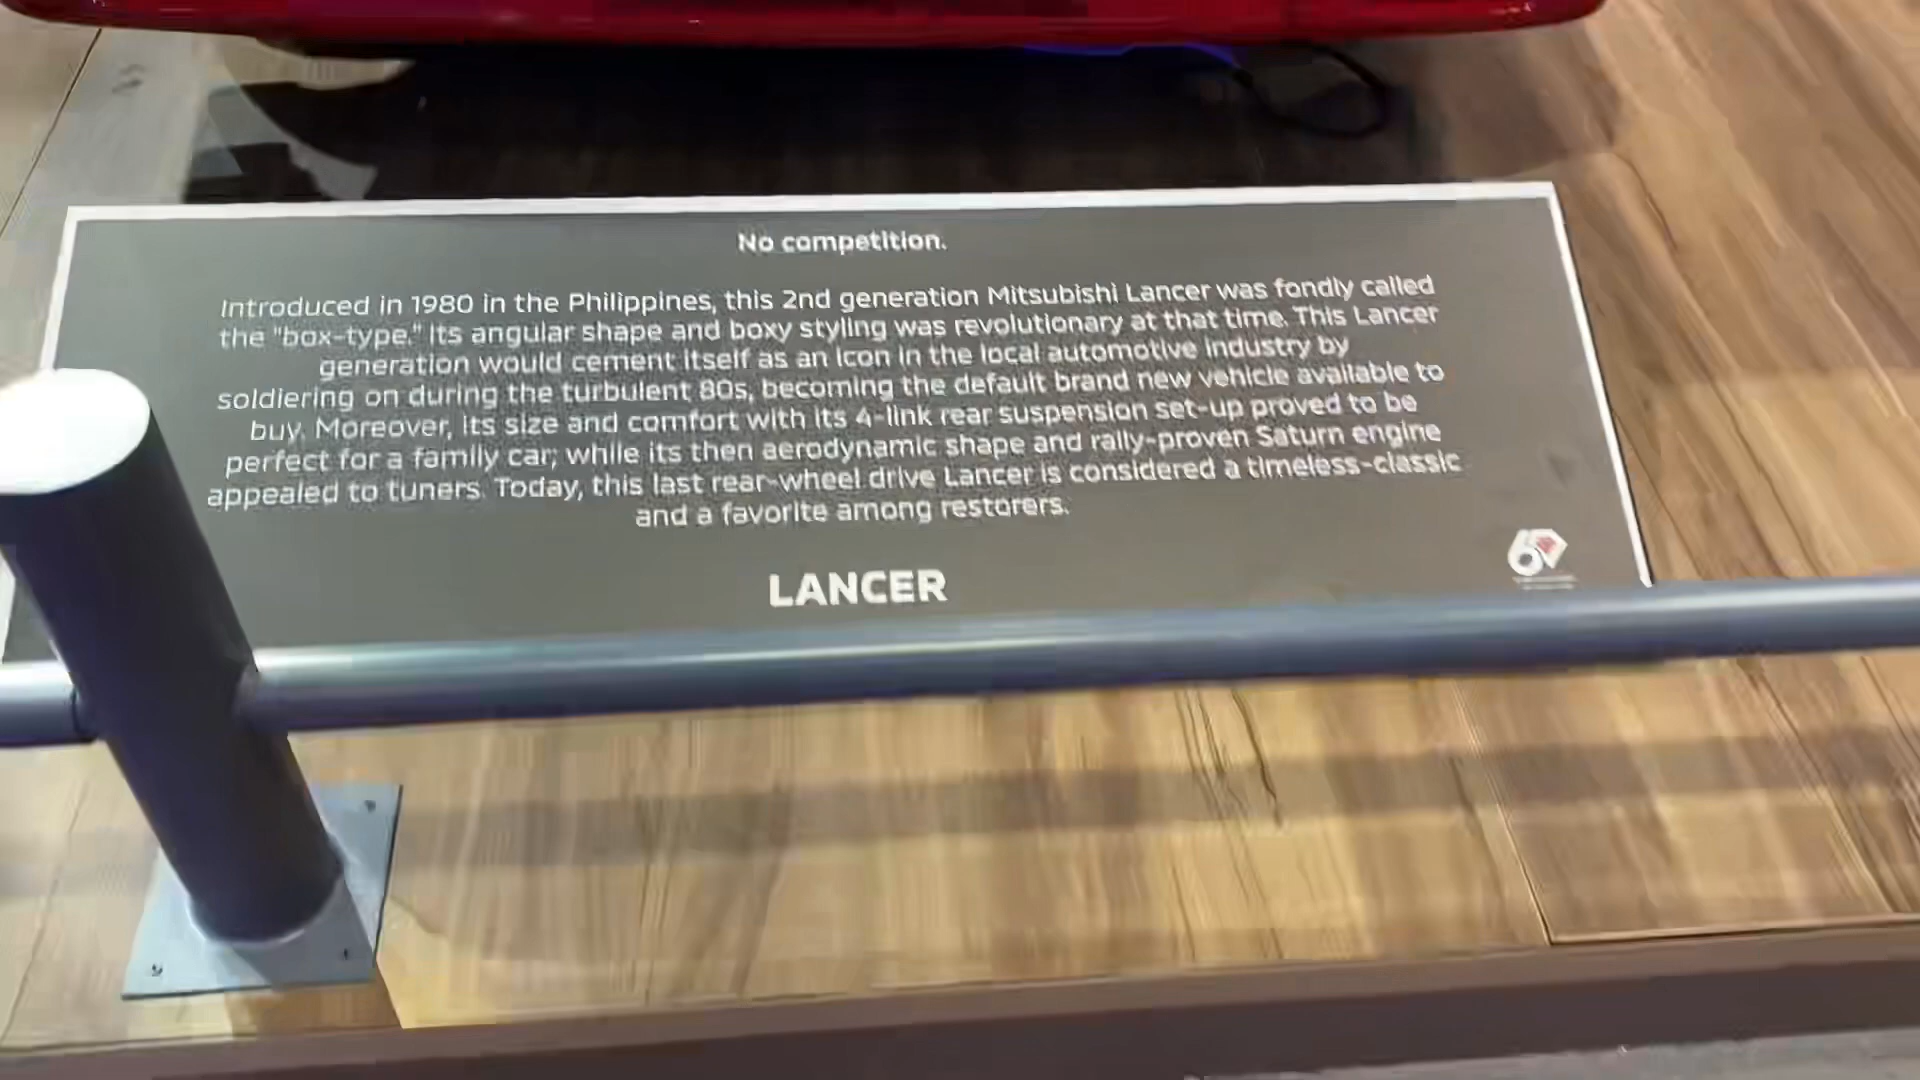 No competition.
Introduced in 1980 in the Philippines, this 2nd generation Mitsubishi Lancer was fondly called
the "box-type." Its angular shape and boxy styling was revolutionary at that time. This Lancer
generation would cement itself as an icon in the local automotive industry by
soldiering on during the turbulent 80s, becoming the default brand new vehicle available to
buy. Moreover, its size and comfort with its 4-link rear suspension set-up proved to be
perfect for a family car; while its then aerodynamic shape and rally-proven Saturn engine
appealed to tuners. Today, this last rear-wheel drive Lancer is considered a timeless-classic
and a favorite among restorers.
LANCER